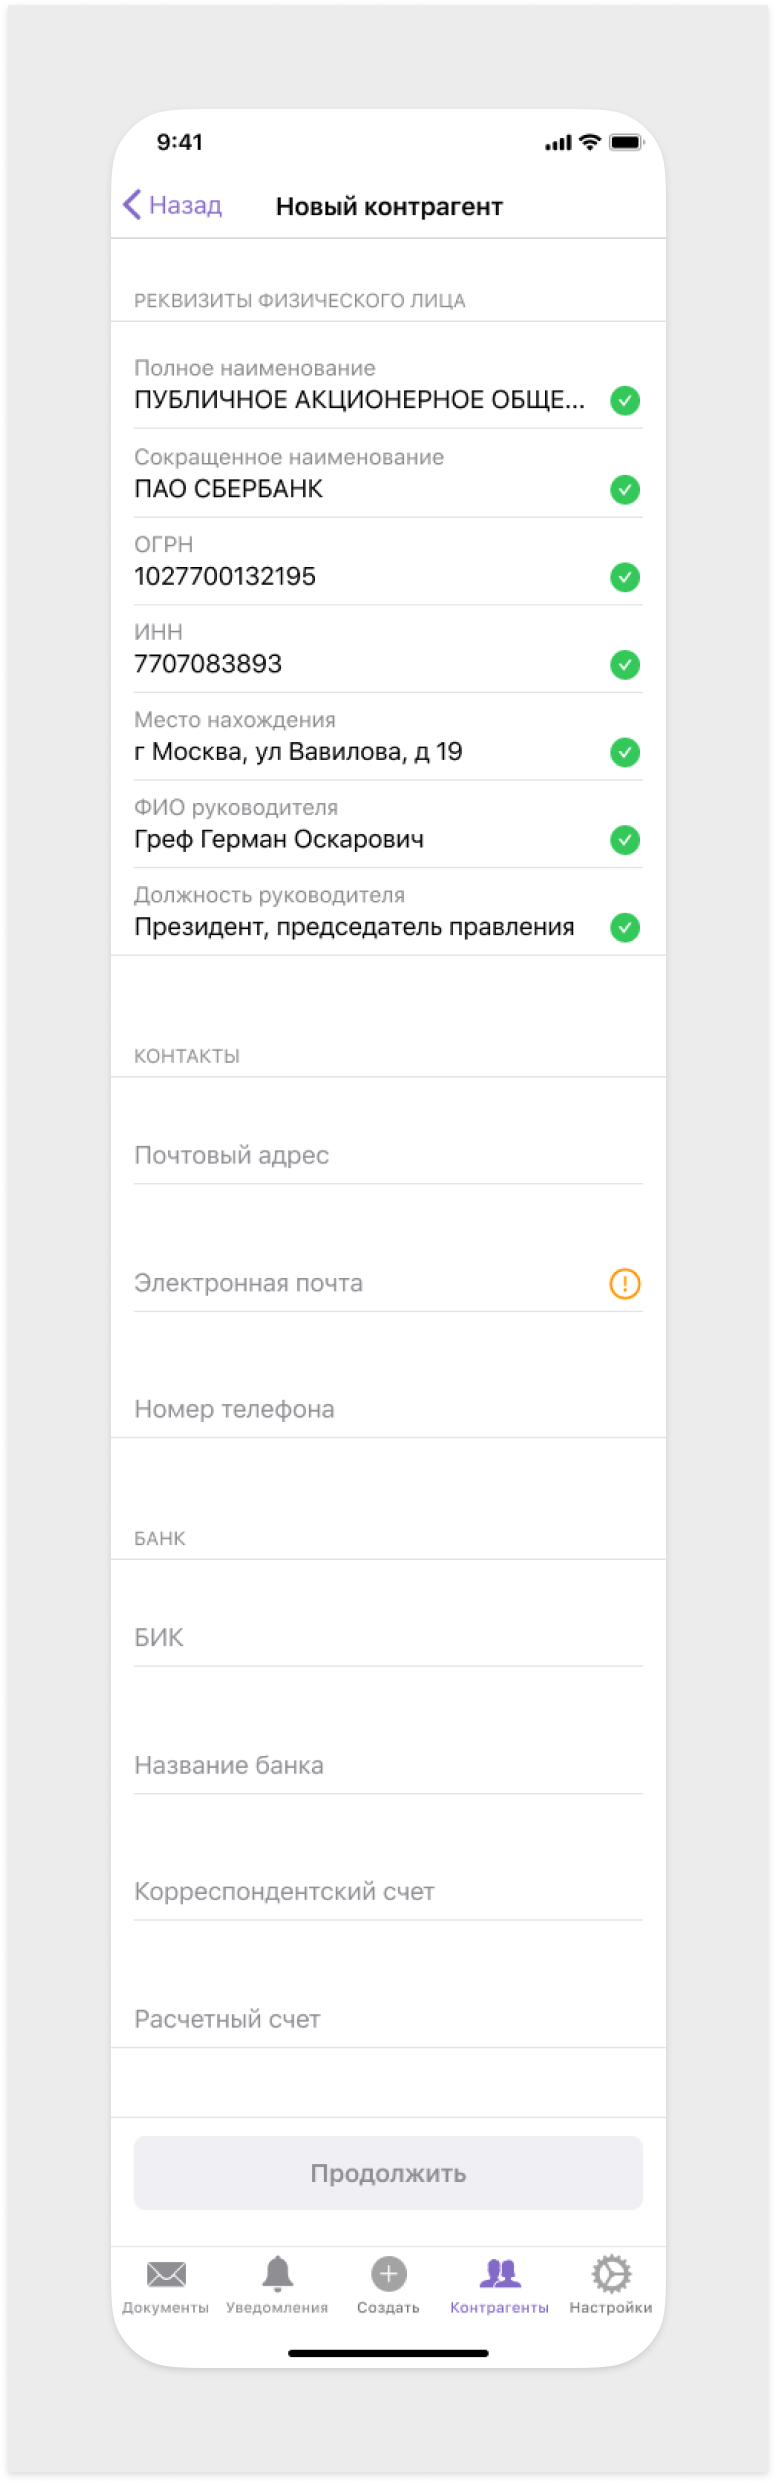 9:41
Назад
Новый контрагент
РЕКВИЗИТЫ ФИЗИЧЕСКОГО ЛИЦА
Полное наименование
ПУБЛИЧНОЕ АКЦИОНЕРНОЕ ОБЩЕ...
Сокращенное наименование
ПАО СБЕРБАНК
ОГРН
1027700132195
ИНН
7707083893
Место нахождения
г Москва, ул Вавилова, д 19
ФИО руководителя
Греф Герман Оскарович
Должность руководителя
Президент, председатель правления
КОНТАКТЫ
Почтовый адрес
Электронная почта
Номер телефона
БАНК
БИК
Название банка
Корреспондентский счет
Расчетный счет
Продолжить
Документы Уведомления Создать Контрагенты Настройки